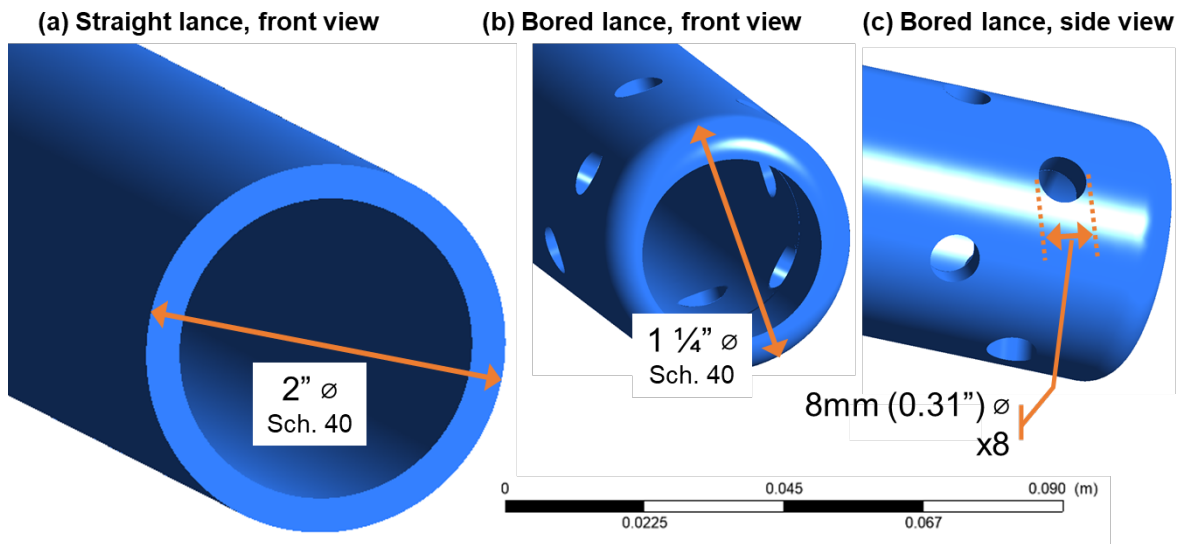 (a) Straight lance, front view
(b) Bored lance, front view
(c) Bored lance, side view
2” ⌀
Sch. 40
1 ¼” ⌀
Sch. 40
8mm (0.31”) ⌀
x8
0 0.045 0.090 (m)
0.0225 0.067